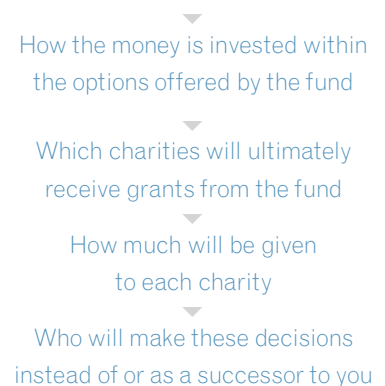 How the money is invested within
the options offered by the fund
Which charities will ultimately
receive grants from the fund
How much will be given
to each charity
Who will make these decisions
instead of or as a successor to you